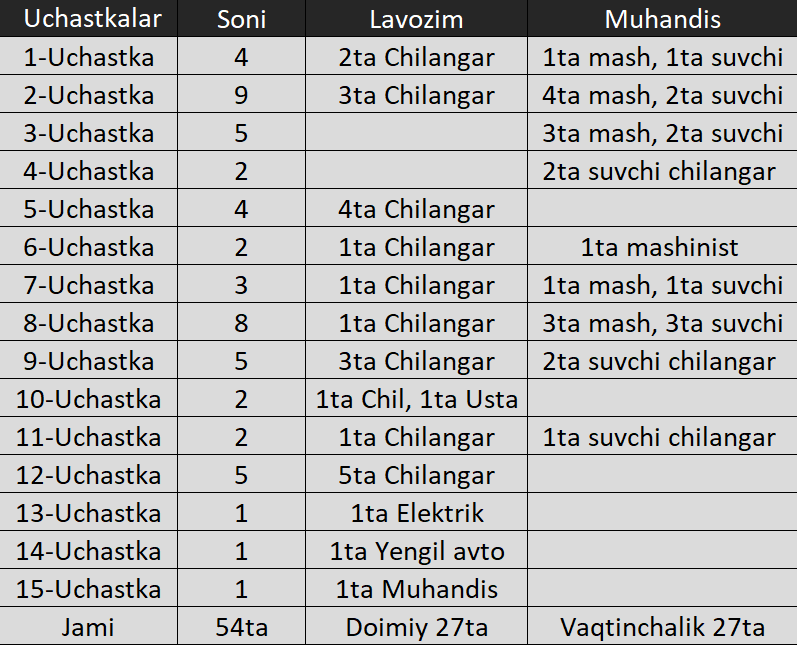 Uchastkalar Soni Lavozim Muhandis
1-Uchastka 4 2ta Chilangar 1ta mash, 1ta suvchi
2-Uchastka 9 3ta Chilangar 4ta mash, 2ta suvchi
3-Uchastka 5 3ta mash, 2ta suvchi
4-Uchastka 2 2ta suvchi chilangar
5-Uchastka 4 4ta Chilangar
6-Uchastka 2 1ta Chilangar 1ta mashinist
7-Uchastka 3 1ta Chilangar 1ta mash, 1ta suvchi
8-Uchastka 8 1ta Chilangar 3ta mash, 3ta suvchi
9-Uchastka 5 3ta Chilangar 2ta suvchi chilangar
10-Uchastka 2 1ta Chil, 1ta Usta
11-Uchastka 2 1ta Chilangar 1ta suvchi chilangar
12-Uchastka 5 5ta Chilangar
13-Uchastka 1 1ta Elektrik
14-Uchastka 1 1ta Yengil avto
15-Uchastka 1 1ta Muhandis
Jami 54ta Doimiy 27ta Vaqtinchalik 27ta